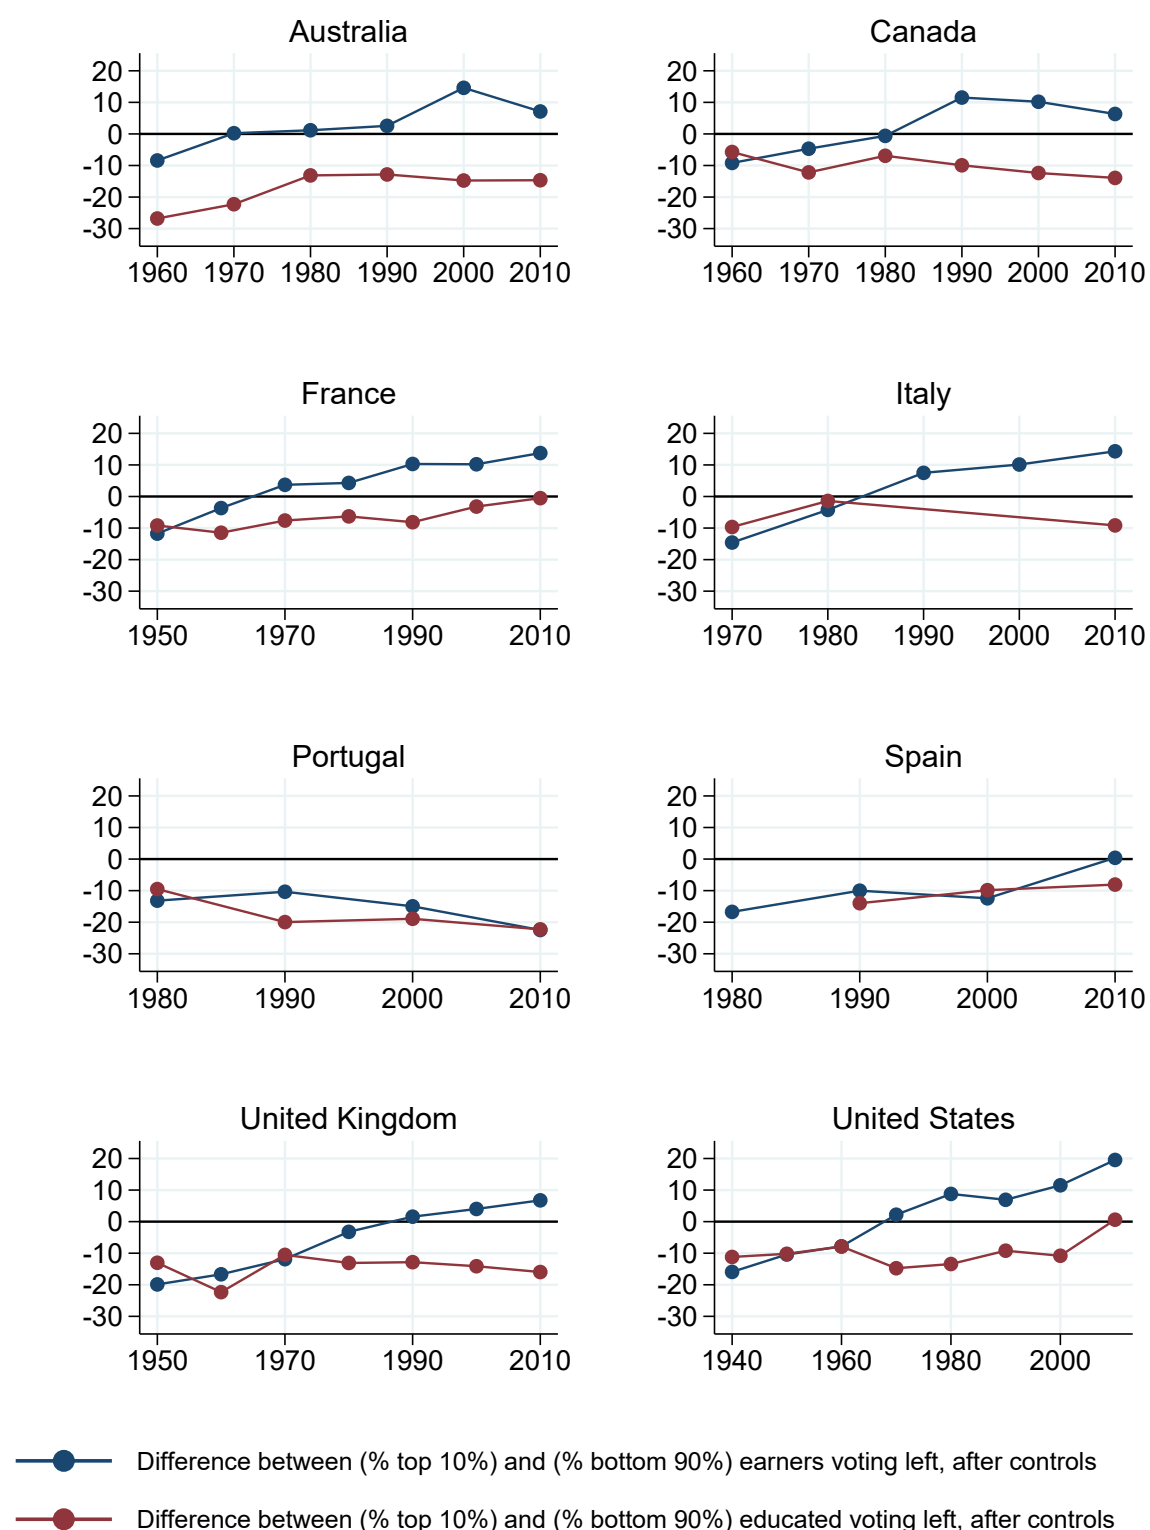 Australia
20
10
0
-10
-20
-30
1960 1970 1980 1990 2000 2010
Canada
20
10
0
-10
-20
-30
1960 1970 1980 1990 2000 2010
France
20
10
0
-10
-20
-30
1950 1970 1990 2010
Italy
20
10
0
-10
-20
-30
1970 1980 1990 2000 2010
Portugal
20
10
0
-10
-20
-30
1980 1990 2000 2010
Spain
20
10
0
-10
-20
-30
1980 1990 2000 2010
United Kingdom
20
10
0
-10
-20
-30
1950 1970 1990 2010
United States
20
10
0
-10
-20
-30
1940 1960 1980 2000
Difference between (% top 10%) and (% bottom 90%) earners voting left, after controls
Difference between (% top 10%) and (% bottom 90%) educated voting left, after controls